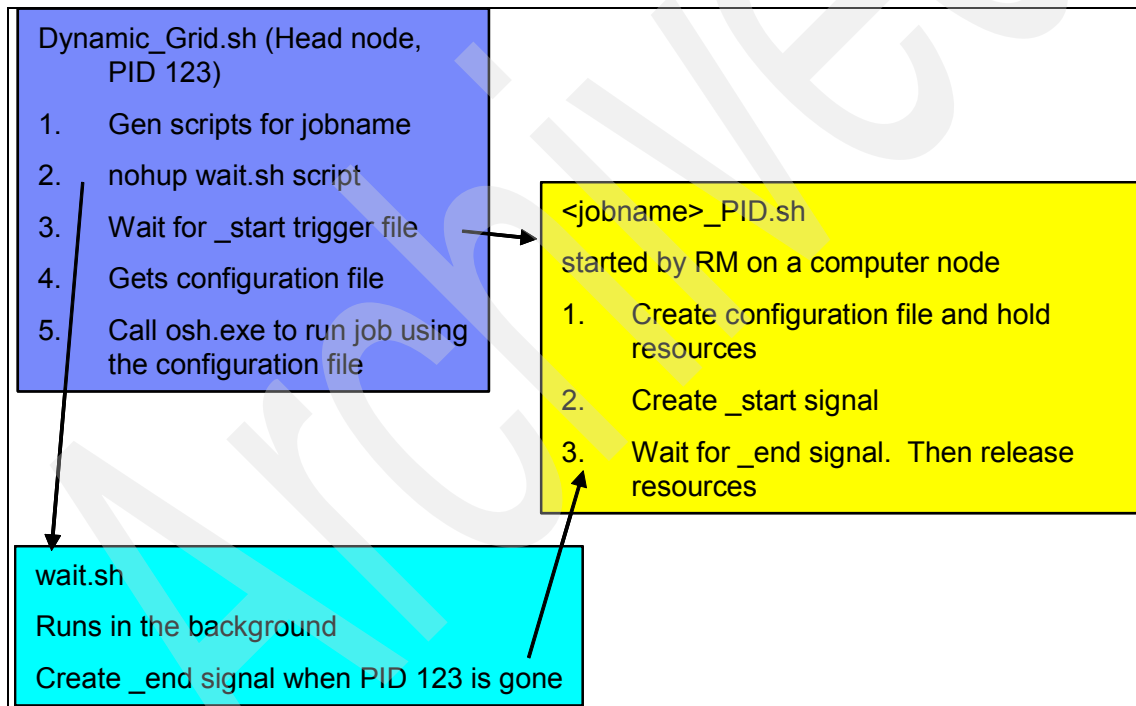 Dynamic_Grid.sh (Head node,
PID 123)
1. Gen scripts for jobname
2. nohup wait.sh script
3. Wait for _start trigger file
4. Gets configuration file
5. Call osh.exe to run job using
the configuration file
<jobname>_PID.sh
started by RM on a computer node
1. Create configuration file and hold
resources
2. Create _start signal
3. Wait for _end signal. Then release
resources
wait.sh
Runs in the background
Create _end signal when PID 123 is gone